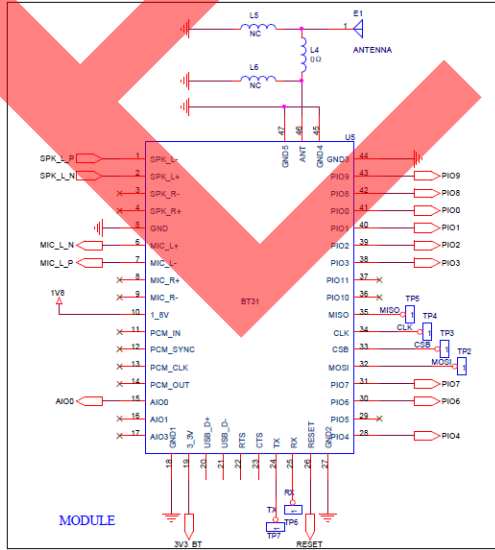 L5
NC
E1
1
ANTENNA
L4
0Ω
L6
NC
47 46 45
GND5 ANT GND4
U5
SPK_L_P 1 SPK_L- GND3 44
SPK_L_N 2 SPK_L+ PIO9 43 PIO9
3 SPK_R- PIO8 42 PIO8
4 SPK_R+ PIO0 41 PIO0
5 GND PIO1 40 PIO1
MIC_L_N 6 MIC_L+ PIO2 39 PIO2
MIC_L_P 7 MIC_L- PIO3 38 PIO3
8 MIC_R+ PIO11 37
9 MIC_R- PIO10 36
1V8 10 1_8V MISO 35 MISO 1 TP5
11 PCM_IN CLK 34 CLK 1 TP4
12 PCM_SYNC CSB 33 CSB 1 TP3
13 PCM_CLK MOSI 32 MOSI 1 TP2
14 PCM_OUT PIO7 31 PIO7
AIO0 15 AIO0 PIO6 30 PIO6
16 AIO1 PIO5 29
17 AIO3 PIO4 28 PIO4
BT31
GND1 3_3V USB_D+ USB_D- RTS CTS TX RX RESET GND2
18 19 20 21 22 23 24 25 26 27
RX
1
TP6
TX
1
TP7
MODULE
3V3_BT
RESET